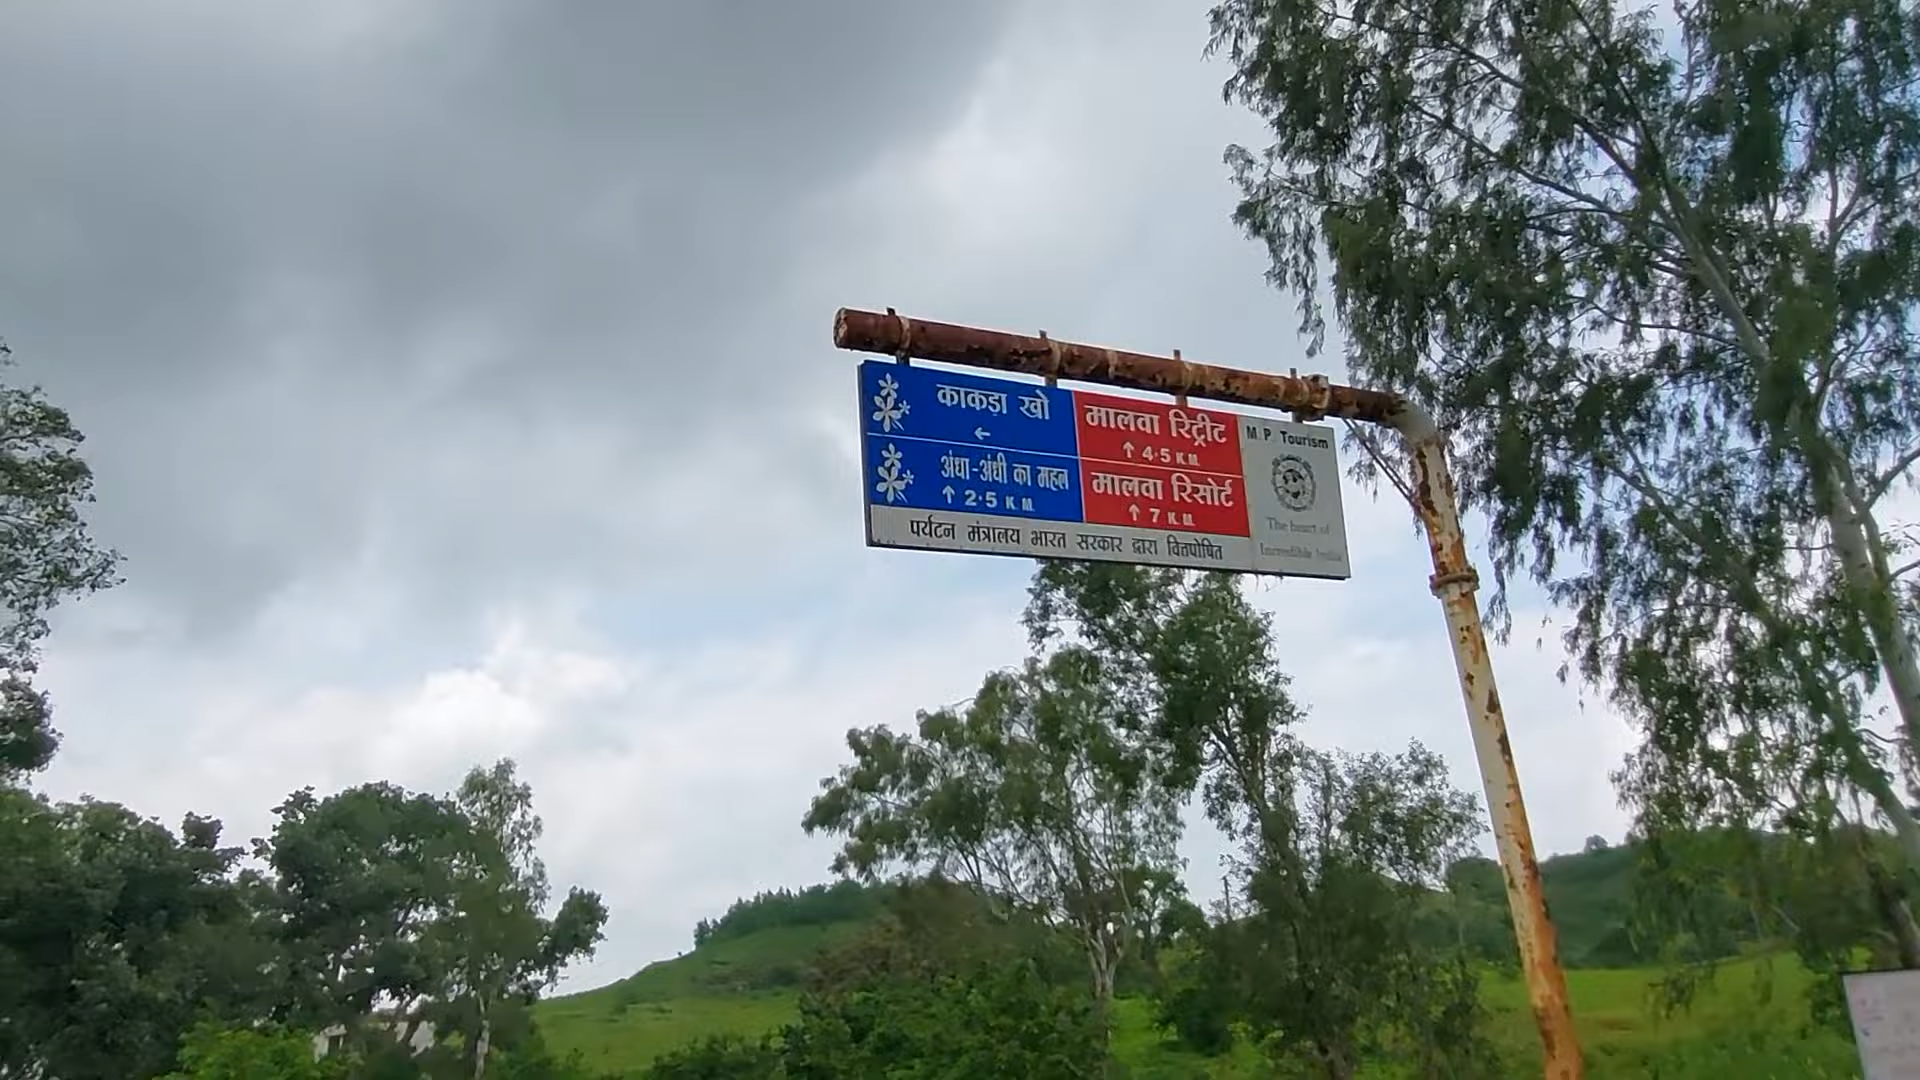 काकड़ा खो
←
अंधा-अंधी का महल
↑ 2·5 K.M.
मालवा रिट्रीट
↑ 4·5 K.M.
मालवा रिसोर्ट
↑ 7 K.M.
M.P. Tourism
The heart of
Incredible India
पर्यटन मंत्रालय भारत सरकार द्वारा वित्तपोषित